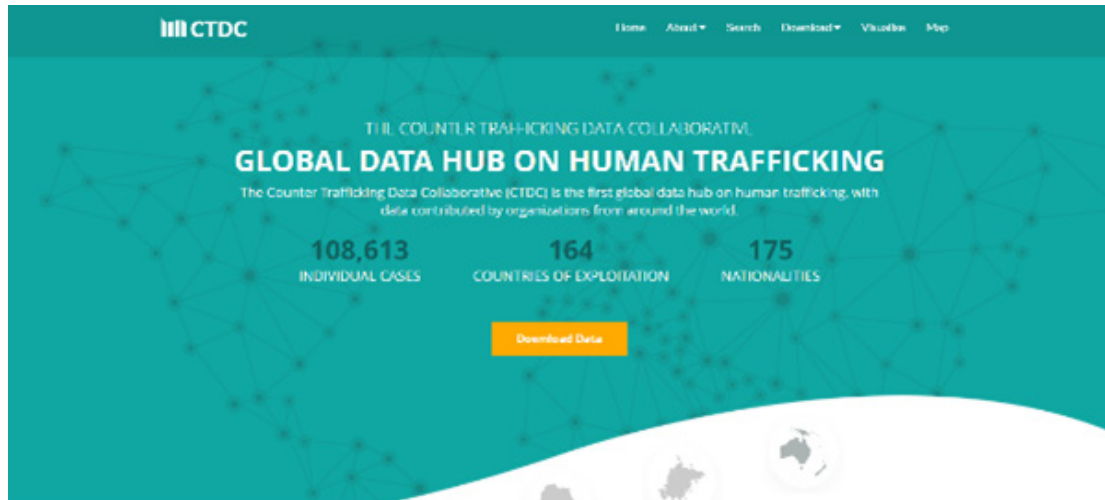 CTDC
Home About Search Download Visualise Map
THE COUNTER TRAFFICKING DATA COLLABORATIVE
GLOBAL DATA HUB ON HUMAN TRAFFICKING
The Counter Trafficking Data Collaborative (CTDC) is the first global data hub on human trafficking, with
data contributed by organizations from around the world.
108,613 164 175
INDIVIDUAL CASES COUNTRIES OF EXPLOITATION NATIONALITIES
Download Data